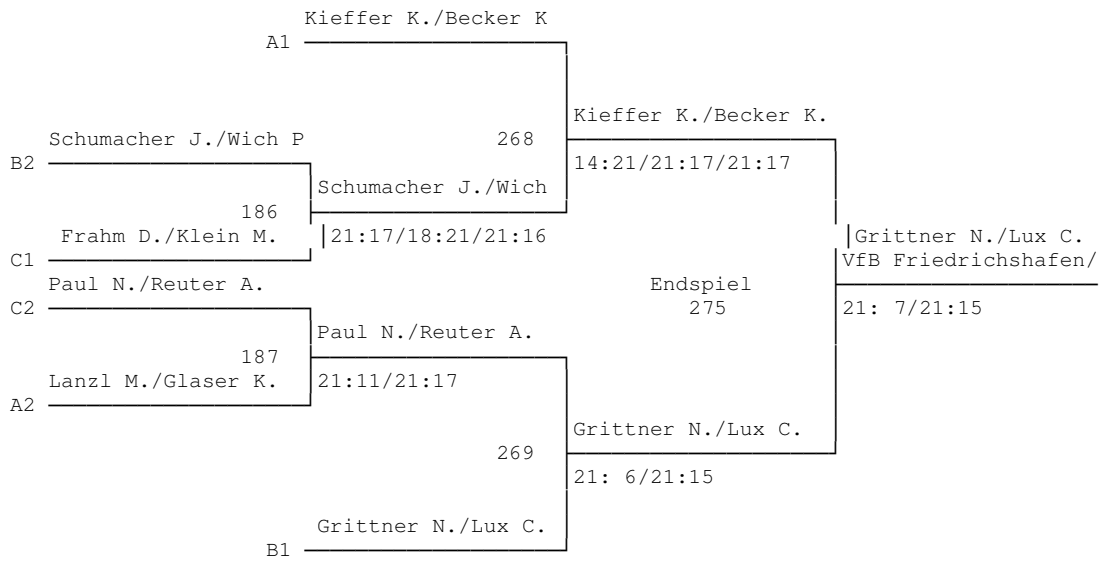 Kieffer K./Becker K
A1
Kieffer K./Becker K.
Schumacher J./Wich P 268
B2 14:21/21:17/21:17
Schumacher J./Wich
186
Frahm D./Klein M. |21:17/18:21/21:16 |Grittner N./Lux C.
C1 VfB Friedrichshafen/
Paul N./Reuter A. Endspiel
C2 275 21: 7/21:15
Paul N./Reuter A.
187
Lanzl M./Glaser K. 21:11/21:17
A2
Grittner N./Lux C.
269
21: 6/21:15
Grittner N./Lux C.
B1